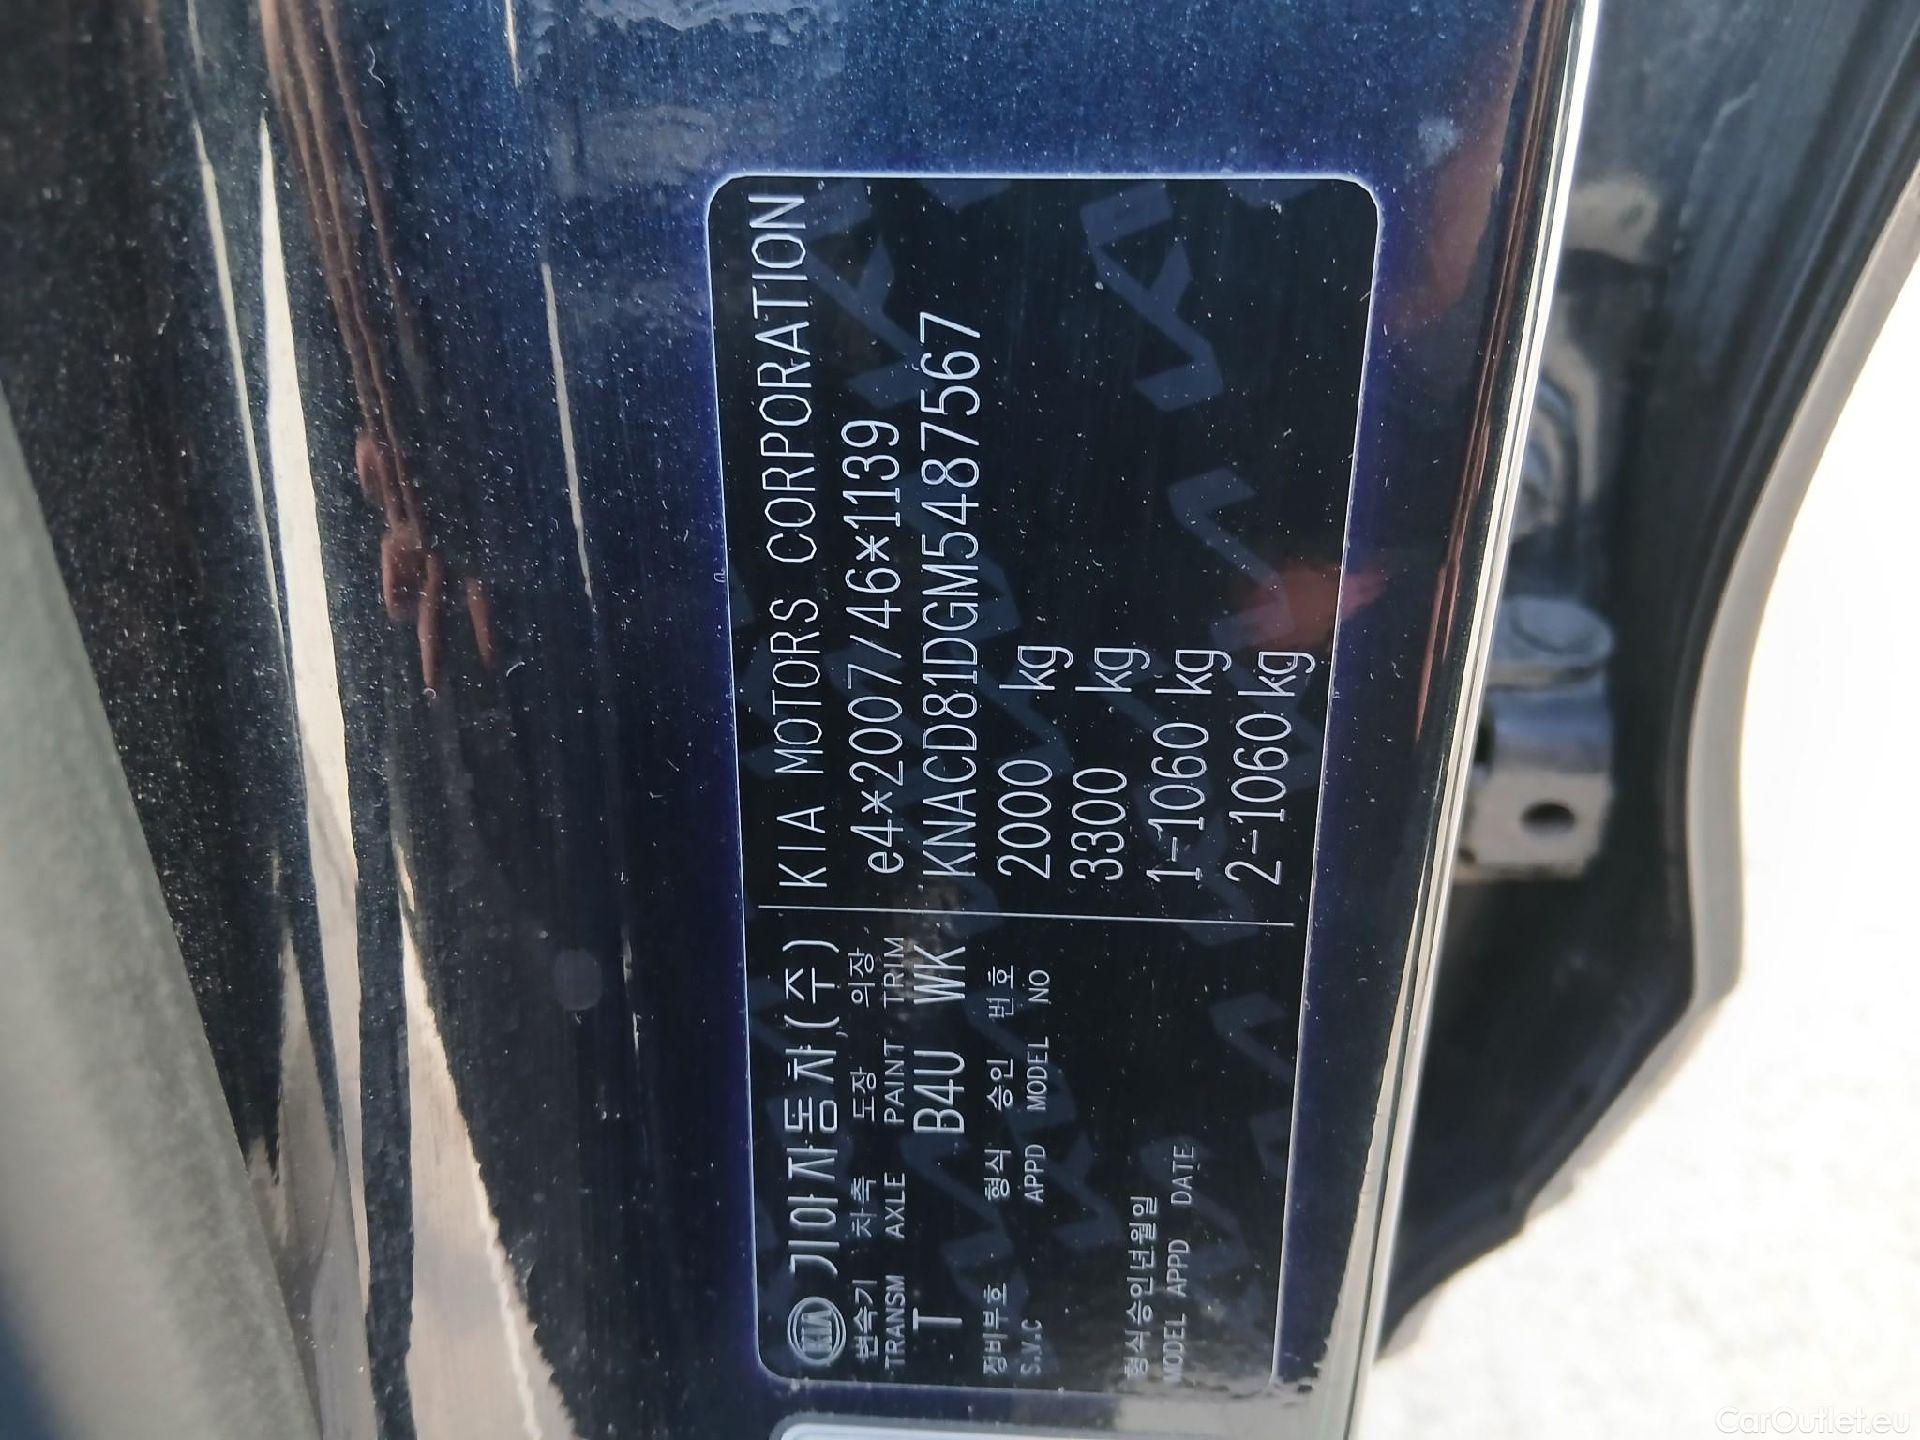 KIA 기아자동차(주) KIA MOTORS CORPORATION
변속기 차축 도장 의장 e4*2007/46*1139
TRANSM AXLE PAINT TRIM
T B4U WK KNACD81DGM5487567
정비부호 형식 승인 번호 2000 kg
S.V.C APPD MODEL NO
3300 kg
형식승인년월일 1-1060 kg
MODEL APPD DATE
2-1060 kg
CarOutlet.eu